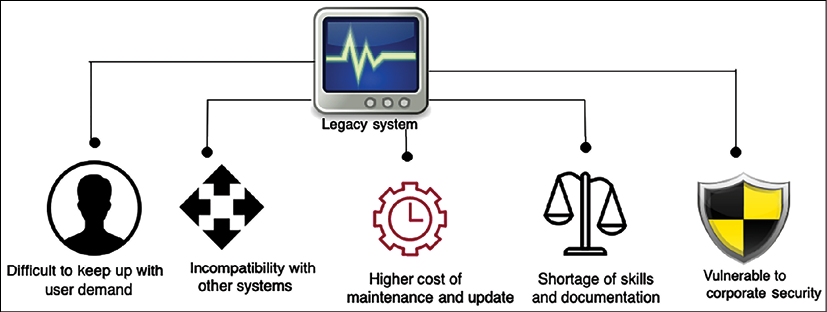 Legacy system
Difficult to keep up with
user demand
Incompatibility with
other systems
Higher cost of
maintenance and update
Shortage of skills
and documentation
Vulnerable to
corporate security